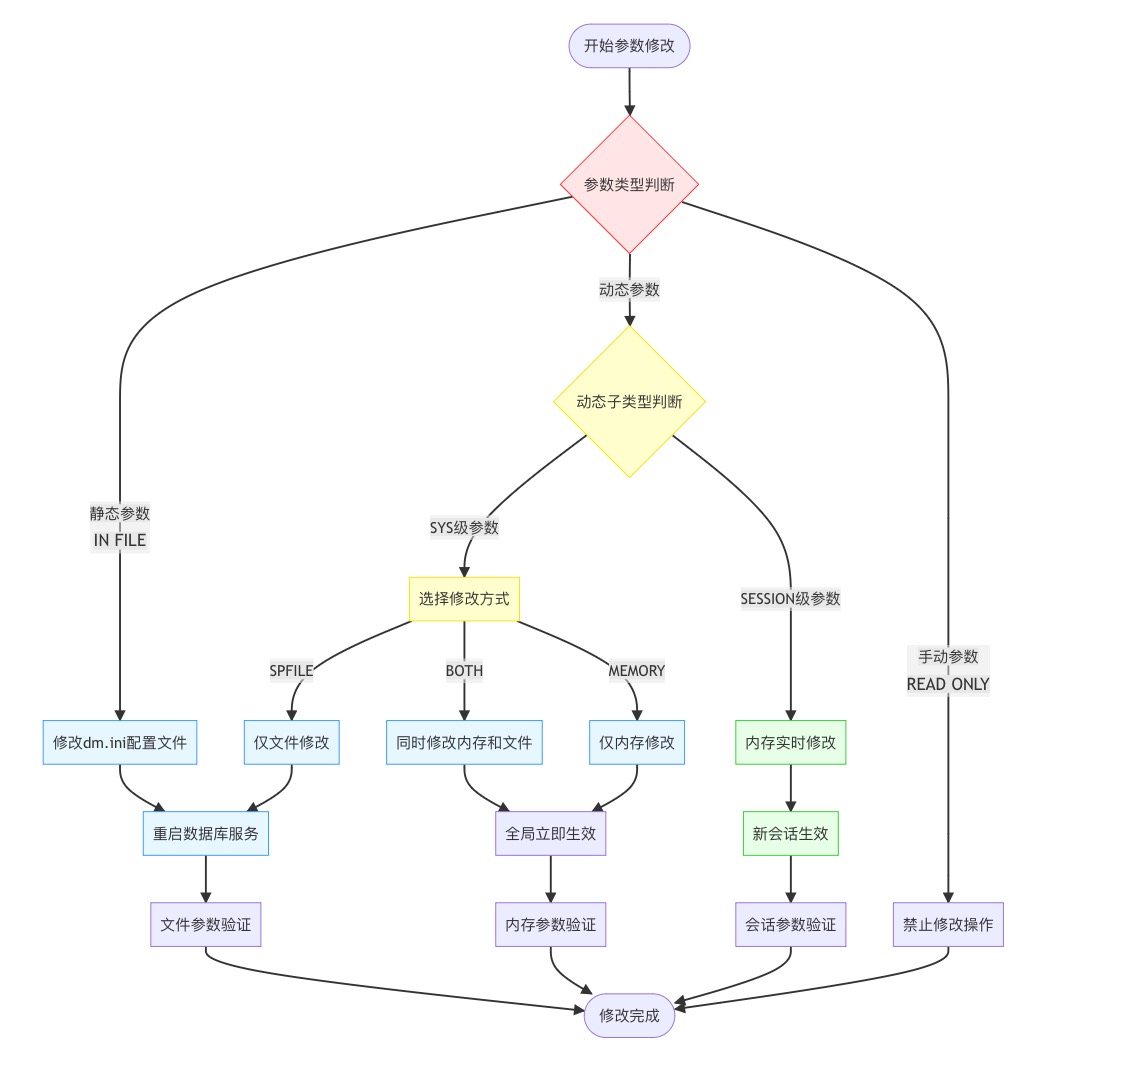 开始参数修改
参数类型判断
动态参数
动态子类型判断
静态参数
IN FILE
SYS级参数
选择修改方式
SESSION级参数
手动参数
READ ONLY
SPFILE
BOTH
MEMORY
修改dm.ini配置文件
仅文件修改
同时修改内存和文件
仅内存修改
内存实时修改
重启数据库服务
全局立即生效
新会话生效
文件参数验证
内存参数验证
会话参数验证
禁止修改操作
修改完成